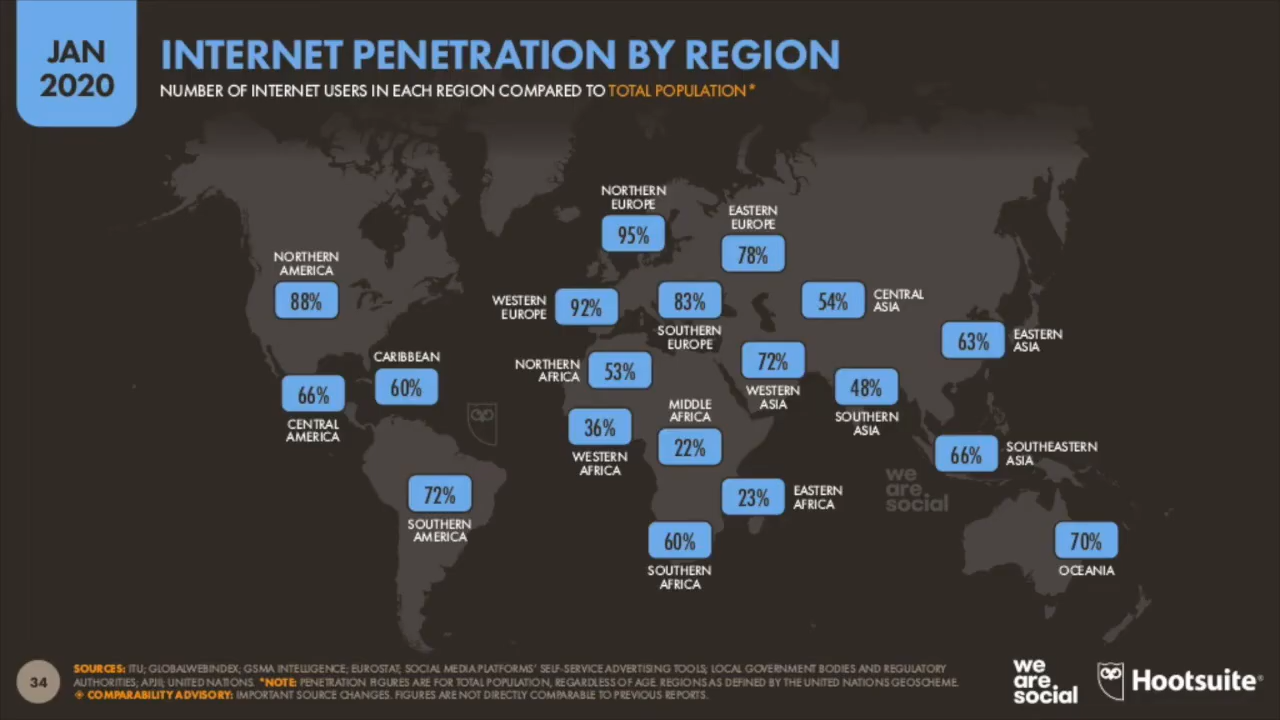 JAN
2020
INTERNET PENETRATION BY REGION
NUMBER OF INTERNET USERS IN EACH REGION COMPARED TO TOTAL POPULATION*
NORTHERN
AMERICA
88%
66%
CENTRAL
AMERICA
CARIBBEAN
60%
72%
SOUTHERN
AMERICA
NORTHERN
EUROPE
95%
WESTERN
EUROPE
92%
EASTERN
EUROPE
78%
83%
SOUTHERN
EUROPE
NORTHERN
AFRICA
53%
36%
WESTERN
AFRICA
MIDDLE
AFRICA
22%
23%
EASTERN
AFRICA
60%
SOUTHERN
AFRICA
54%
CENTRAL
ASIA
72%
WESTERN
ASIA
48%
SOUTHERN
ASIA
63%
EASTERN
ASIA
66%
SOUTHEASTERN
ASIA
70%
OCEANIA
we
are.
social
34
SOURCES: ITU; GLOBALWEBINDEX; GSMA INTELLIGENCE; EUROSTAT; SOCIAL MEDIA PLATFORMS' SELF-SERVICE ADVERTISING TOOLS; LOCAL GOVERNMENT BODIES AND REGULATORY
AUTHORITIES; APJII; UNITED NATIONS. *NOTE: PENETRATION FIGURES ARE FOR TOTAL POPULATION, REGARDLESS OF AGE. REGIONS AS DEFINED BY THE UNITED NATIONS GEOSCHEME.
COMPARABILITY ADVISORY: IMPORTANT SOURCE CHANGES. FIGURES ARE NOT DIRECTLY COMPARABLE TO PREVIOUS REPORTS.
we
are.
social
Hootsuite®